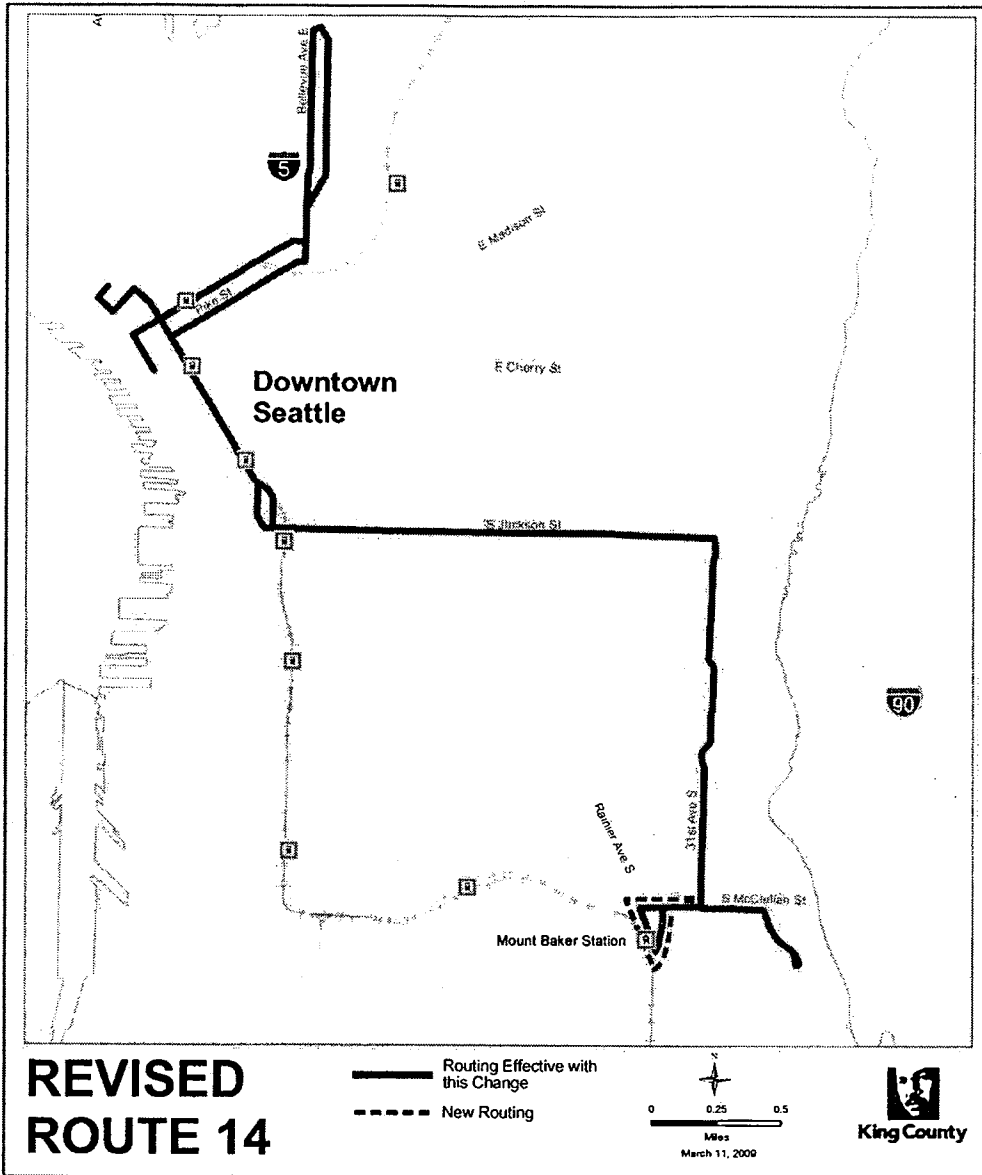 Bellevue Ave E
5
E Madison St
Pike St
E Cherry St
Downtown
Seattle
S Jackson St
90
Rainier Ave S
31st Ave S
S McClellan St
Mount Baker Station
REVISED
ROUTE 14
Routing Effective with
this Change
New Routing
N
0 0.25 0.5
Miles
March 11, 2009
King County